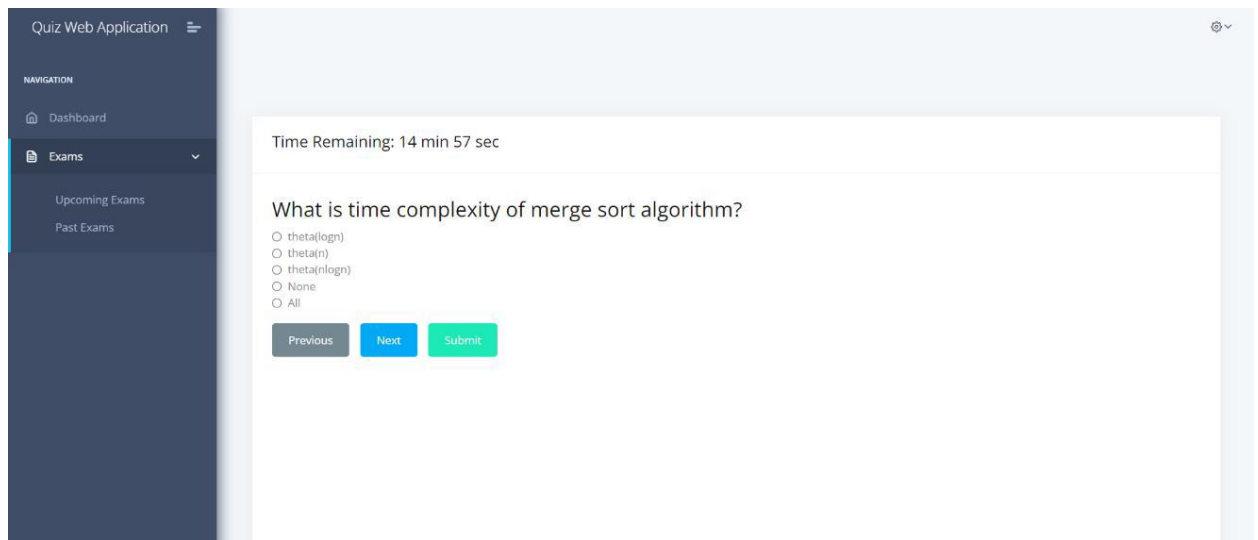 Quiz Web Application
NAVIGATION
Dashboard
Exams
Upcoming Exams
Past Exams
Time Remaining: 14 min 57 sec
What is time complexity of merge sort algorithm?
theta(logn)
theta(n)
theta(nlogn)
None
All
Previous Next Submit